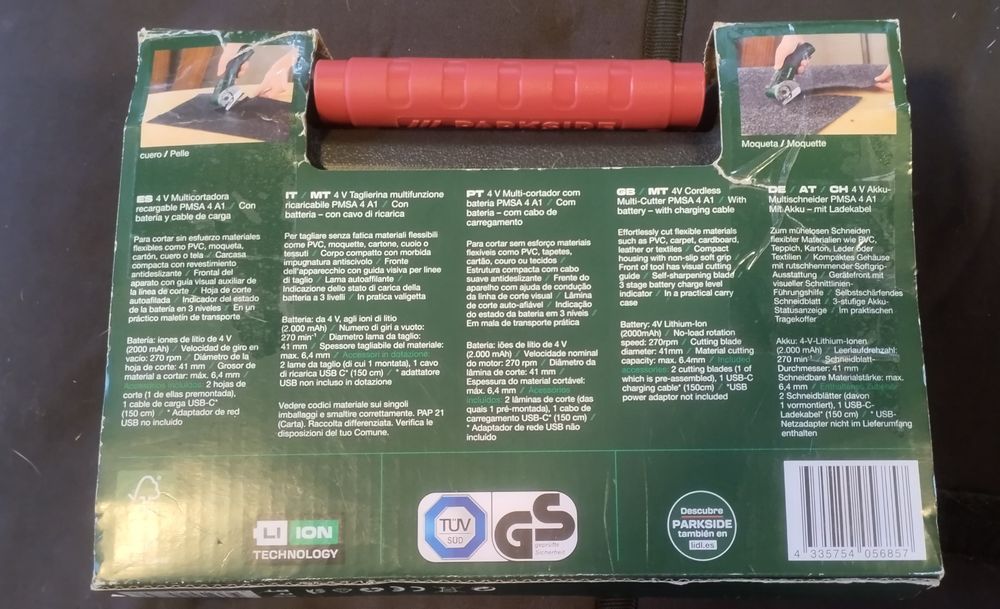 /// PARKSIDE
cuero / Pelle
Moqueta / Moquette
ES 4 V Multicortadora
recargable PMSA 4 A1 / Con
batería y cable de carga
Para cortar sin esfuerzo materiales
flexibles como PVC, moqueta,
cartón, cuero o tela / Carcasa
compacta con revestimiento
antideslizante / Frontal del
aparato con guía visual auxiliar de
la línea de corte / Hoja de corte
autoafilada / Indicador del estado
de la batería en 3 niveles / En un
práctico maletín de transporte
Batería: iones de litio de 4 V
(2.000 mAh) / Velocidad de giro en
vacío: 270 rpm / Diámetro de la
hoja de corte: 41 mm / Grosor de
material a cortar: máx. 6,4 mm /
Accesorios incluidos: 2 hojas de
corte (1 de ellas premontada),
1 cable de carga USB-C*
(150 cm) / * Adaptador de red
USB no incluido
IT / MT 4 V Taglierina multifunzione
ricaricabile PMSA 4 A1 / Con
batteria – con cavo di ricarica
Per tagliare senza fatica materiali flessibili
come PVC, moquette, cartone, cuoio o
tessuti / Corpo compatto con morbida
impugnatura antiscivolo / Fronte
dell'apparecchio con guida visiva per linee
di taglio / Lama autoaffilante /
Indicazione dello stato di carica della
batteria a 3 livelli / In pratica valigetta
Batteria: da 4 V, agli ioni di litio
(2.000 mAh) / Numero di giri a vuoto:
270 min⁻¹ / Diametro lama da taglio:
41 mm / Spessore tagliabile del materiale:
max. 6,4 mm / Accessori in dotazione:
2 lame da taglio (di cui 1 montata), 1 cavo
di ricarica USB C* (150 cm) / * adattatore
USB non incluso in dotazione
Vedere codici materiale sui singoli
imballaggi e smaltire correttamente. PAP 21
(Carta). Raccolta differenziata. Verifica le
disposizioni del tuo Comune.
PT 4 V Multi-cortador com
bateria PMSA 4 A1 / Com
bateria – com cabo de
carregamento
Para cortar sem esforço materiais
flexíveis como PVC, tapetes,
cartão, couro ou tecidos /
Estrutura compacta com cabo
suave antideslizante / Frente do
aparelho com ajuda de condução
da linha de corte visual / Lâmina
de corte auto-afiável / Indicação
do estado da bateria em 3 níveis /
Em mala de transporte prática
Bateria: iões de lítio de 4 V
(2.000 mAh) / Velocidade nominal
do motor: 270 rpm / Diâmetro da
lâmina de corte: 41 mm /
Espessura do material cortável:
máx. 6,4 mm / Acessórios
incluídos: 2 lâminas de corte (das
quais 1 pré-montada), 1 cabo de
carregamento USB-C* (150 cm) /
* Adaptador de rede USB não
incluído
GB / MT 4V Cordless
Multi-Cutter PMSA 4 A1 / With
battery – with charging cable
Effortlessly cut flexible materials
such as PVC, carpet, cardboard,
leather or textiles / Compact
housing with non-slip soft grip /
Front of tool has visual cutting
guide / Self-sharpening blade /
3 stage battery charge level
indicator / In a practical carry
case
Battery: 4V Lithium-Ion
(2000mAh) / No-load rotation
speed: 270rpm / Cutting blade
diameter: 41mm / Material cutting
capacity: max. 6.4mm / Included
accessories: 2 cutting blades (1 of
which is pre-assembled), 1 USB-C
charging cable* (150cm) / *USB
power adaptor not included
DE / AT / CH 4 V Akku-
Multischneider PMSA 4 A1 /
Mit Akku – mit Ladekabel
Zum mühelosen Schneiden
flexibler Materialien wie PVC,
Teppich, Karton, Leder oder
Textilien / Kompaktes Gehäuse
mit rutschhemmender Softgrip-
Ausstattung / Gerätefront mit
visueller Schnittlinien-
Führungshilfe / Selbstschärfendes
Schneidblatt / 3-stufige Akku-
Statusanzeige / Im praktischen
Tragekoffer
Akku: 4-V-Lithium-Ionen
(2.000 mAh) / Leerlaufdrehzahl:
270 min⁻¹ / Schneidblatt-
Durchmesser: 41 mm /
Schneidbare Materialstärke: max.
6,4 mm / Enthaltenes Zubehör:
2 Schneidblätter (davon
1 vormontiert), 1 USB-C-
Ladekabel* (150 cm) / * USB-
Netzadapter nicht im Lieferumfang
enthalten
LI ION
TECHNOLOGY
TÜV
SÜD
GS
geprüfte
Sicherheit
Descubre
PARKSIDE
también en
lidl.es
4 335754 056857